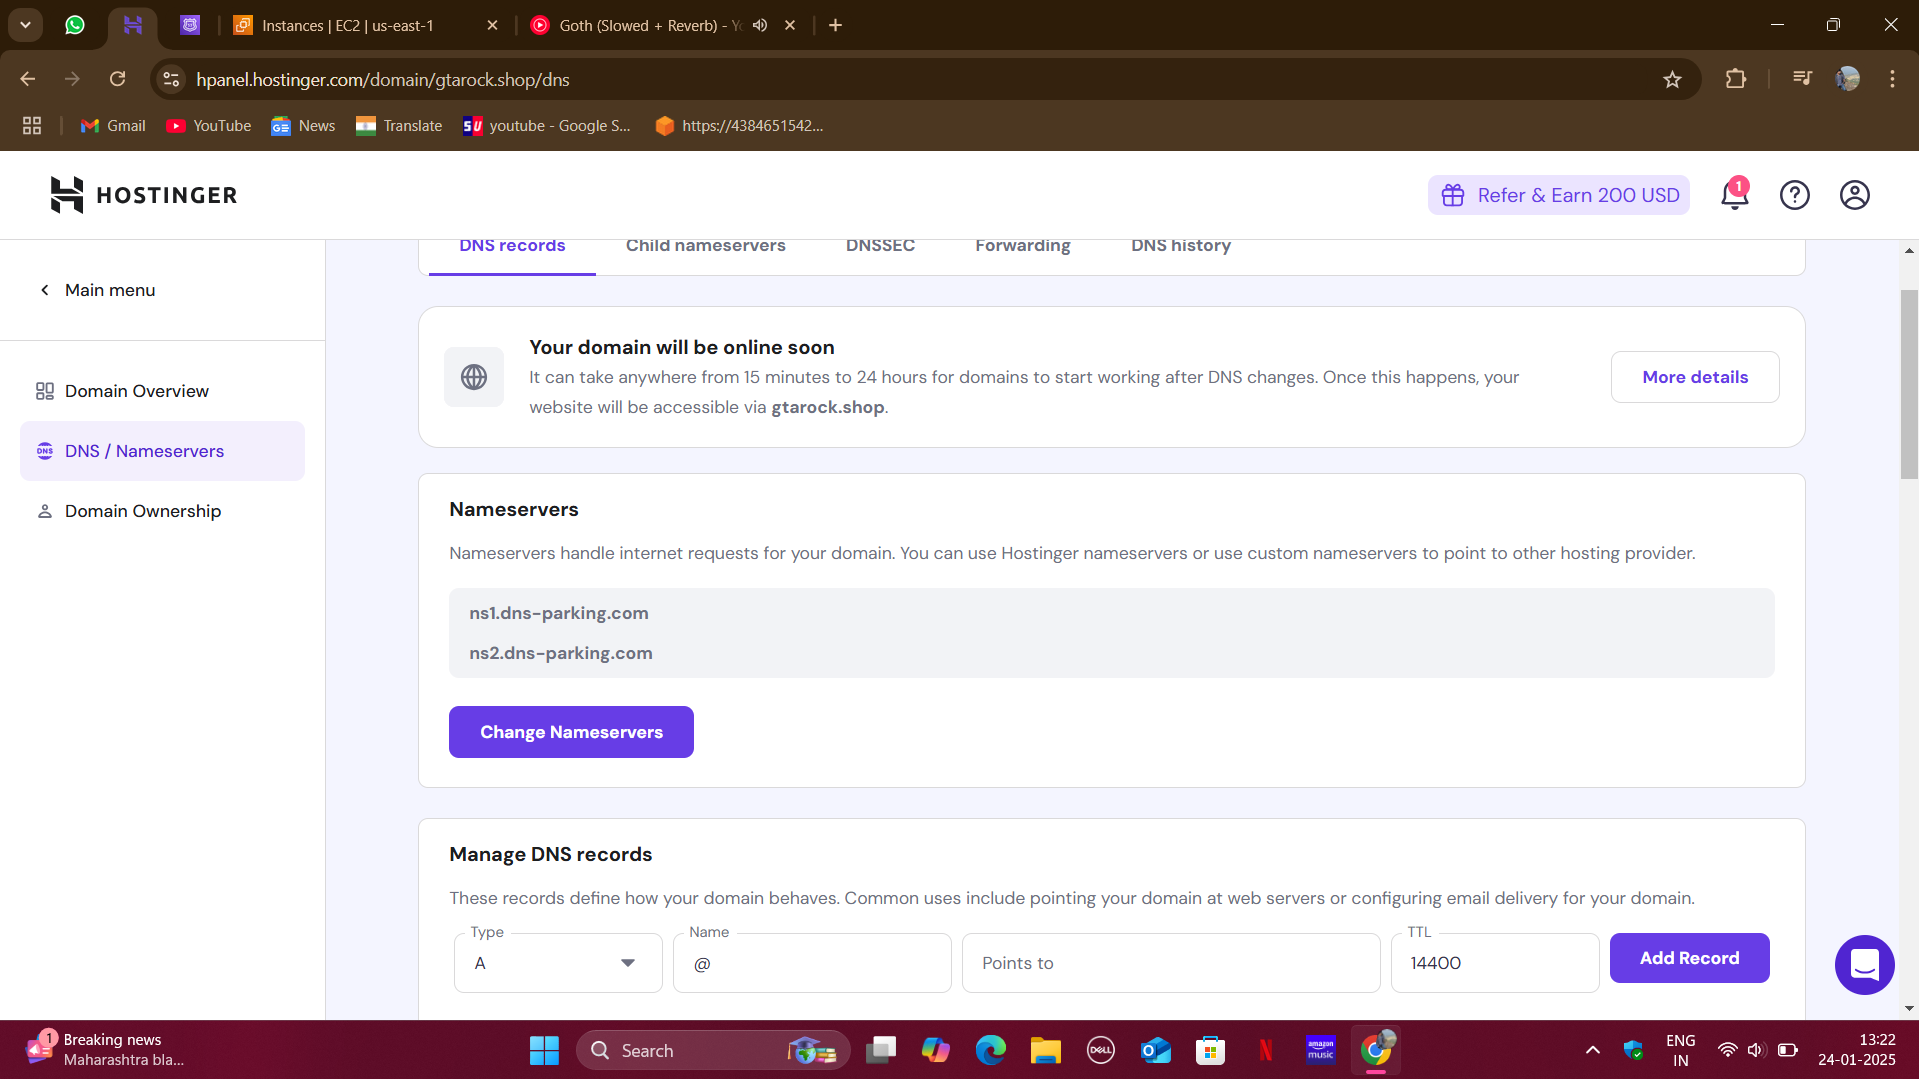 Instances | EC2 | us-east-1
Goth (Slowed + Reverb) - Yo
hpanel.hostinger.com/domain/gtarock.shop/dns
Gmail
YouTube
News
Translate
SU
youtube - Google S...
https://4384651542...
HOSTINGER
Refer & Earn 200 USD
1
DNS records
Child nameservers
DNSSEC
Forwarding
DNS history
Main menu
Your domain will be online soon
It can take anywhere from 15 minutes to 24 hours for domains to start working after DNS changes. Once this happens, your
website will be accessible via gtarock.shop.
More details
Domain Overview
DNS
DNS / Nameservers
Domain Ownership
Nameservers
Nameservers handle internet requests for your domain. You can use Hostinger nameservers or use custom nameservers to point to other hosting provider.
ns1.dns-parking.com
ns2.dns-parking.com
Change Nameservers
Manage DNS records
These records define how your domain behaves. Common uses include pointing your domain at web servers or configuring email delivery for your domain.
Type
A
Name
@
Points to
TTL
14400
Add Record
1
Breaking news
Maharashtra bla...
Search
DELL
amazon
music
ENG
IN
13:22
24-01-2025